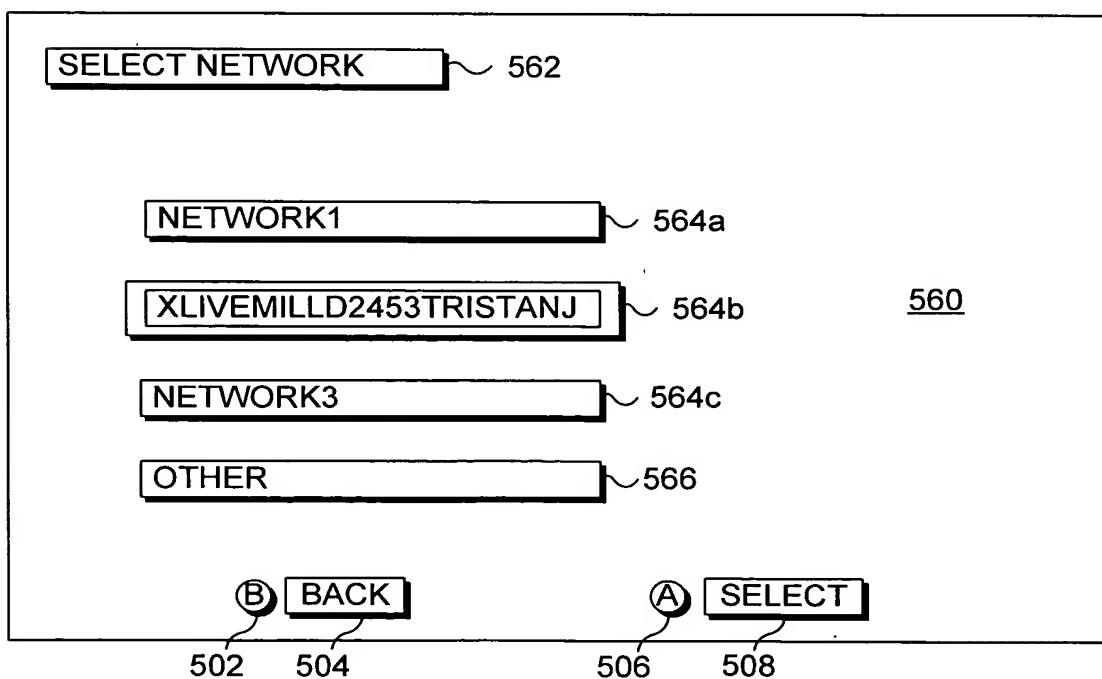 SELECT NETWORK 562
NETWORK1 564a
XLIVEMILLD2453TRISTANJ 564b
560
NETWORK3 564c
OTHER 566
B BACK A SELECT
502 504 506 508